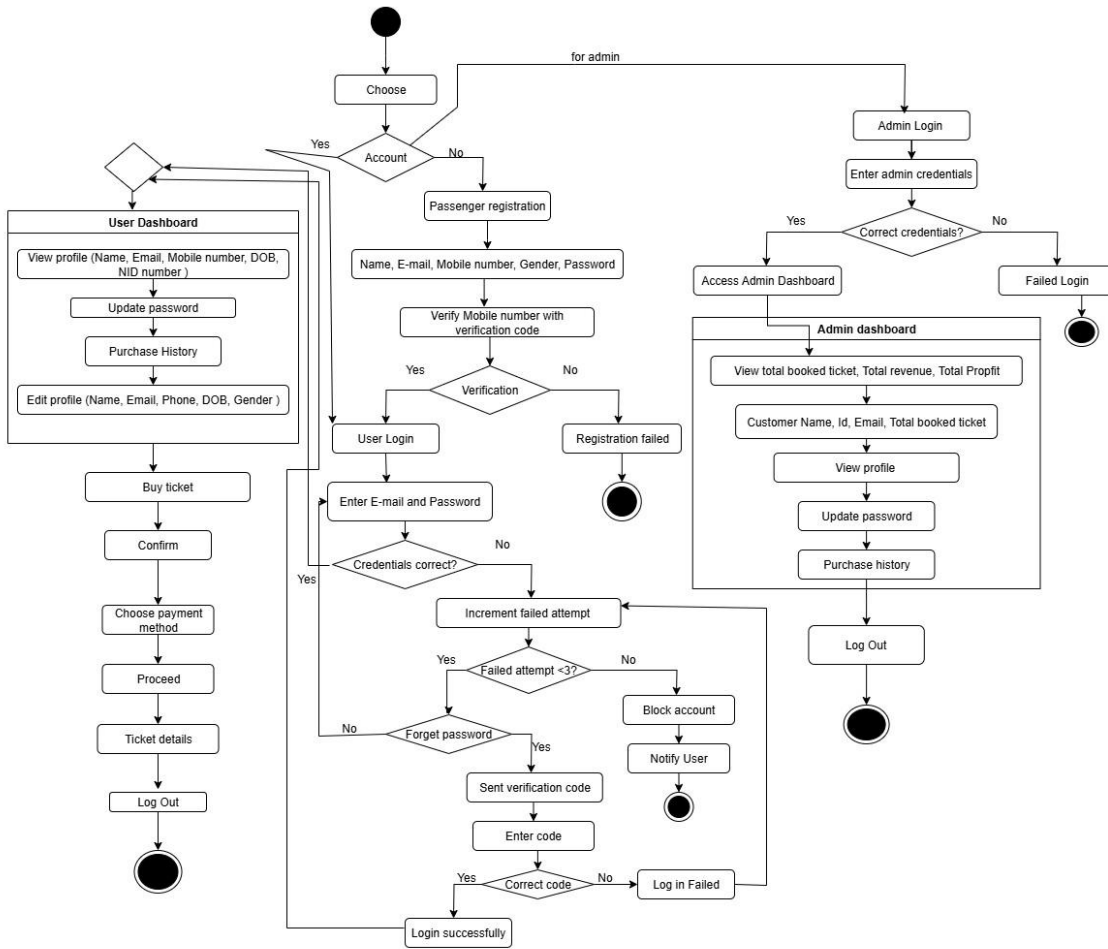 for admin
Choose
Admin Login
Yes
Account
No
Enter admin credentials
Passenger registration
User Dashboard
Yes
Correct credentials?
No
View profile (Name, Email, Mobile number, DOB,
NID number )
Name, E-mail, Mobile number, Gender, Password
Access Admin Dashboard
Failed Login
Update password
Verify Mobile number with
verification code
Admin dashboard
Purchase History
Yes
No
View total booked ticket, Total revenue, Total Propfit
Verification
Edit profile (Name, Email, Phone, DOB, Gender )
Customer Name, Id, Email, Total booked ticket
User Login
Registration failed
View profile
Buy ticket
Enter E-mail and Password
Update password
Confirm
No
Credentials correct?
Purchase history
Yes
Choose payment
method
Increment failed attempt
Log Out
Yes
Failed attempt <3?
No
Proceed
Block account
No
Forget password
Ticket details
Yes
Notify User
Sent verification code
Log Out
Enter code
Yes
Correct code
No
Log in Failed
Login successfully